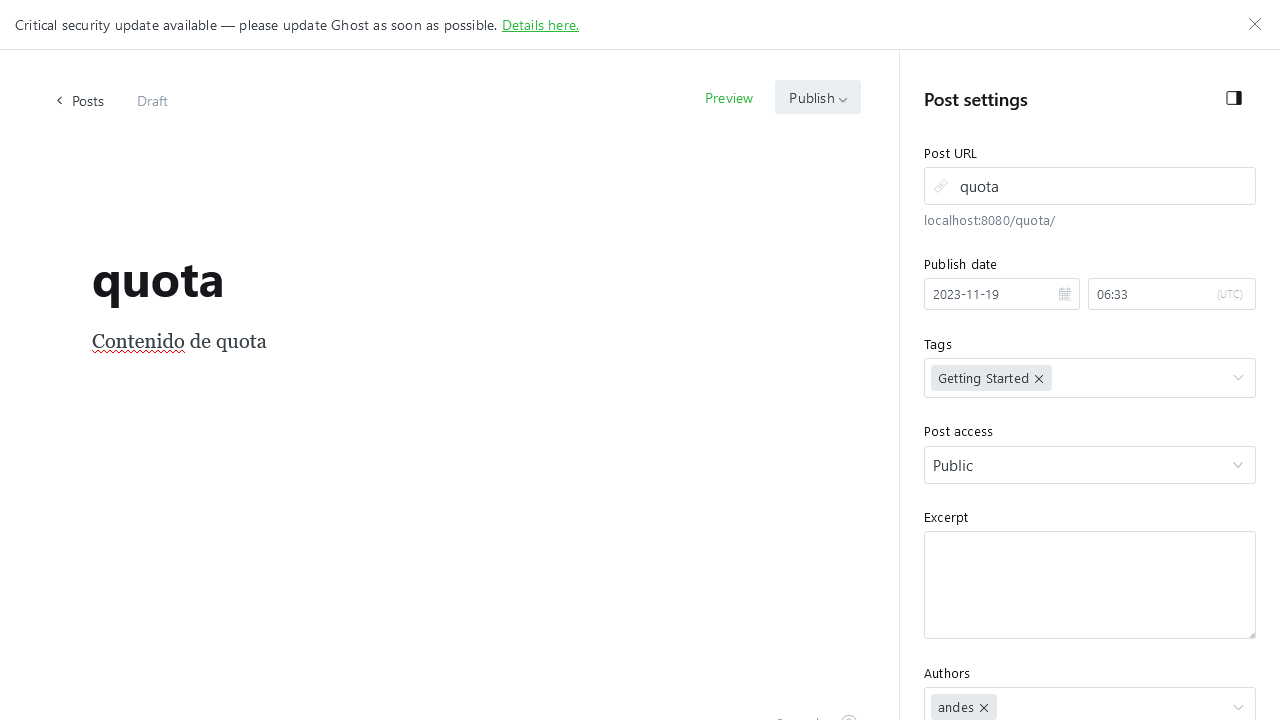 Critical security update available — please update Ghost as soon as possible. Details here.
Posts
Draft
Preview
Publish
Post settings
Post URL
quota
localhost:8080/quota/
Publish date
2023-11-19
06:33
(UTC)
quota
Contenido de quota
Tags
Getting Started
Post access
Public
Excerpt
Authors
andes